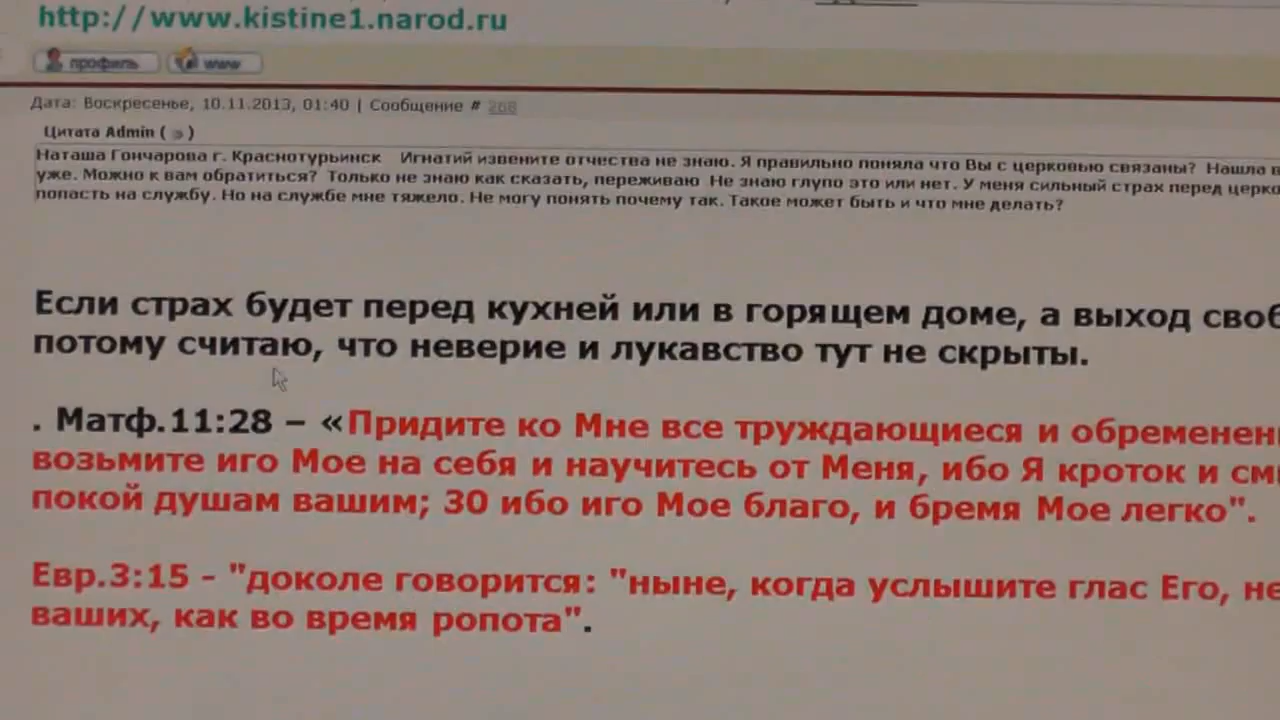 http://www.kistine1.narod.ru
профиль www
Дата: Воскресенье, 10.11.2013, 01:40 | Сообщение # 268
Цитата Admin ( )
Наташа Гончарова г. Краснотурьинск Игнатий извените отчества не знаю. Я правильно поняла что Вы с церковью связаны? Нашла в
уже. Можно к вам обратиться? Только не знаю как сказать, переживаю Не знаю глупо это или нет. У меня сильный страх перед церко
попасть на службу. Но на службе мне тяжело. Не могу понять почему так. Такое может быть и что мне делать?
Если страх будет перед кухней или в горящем доме, а выход своб
потому считаю, что неверие и лукавство тут не скрыты.
. Матф.11:28 – «Придите ко Мне все труждающиеся и обременен
возьмите иго Мое на себя и научитесь от Меня, ибо Я кроток и см
покой душам вашим; 30 ибо иго Мое благо, и бремя Мое легко".
Евр.3:15 - "доколе говорится: "ныне, когда услышите глас Его, не
ваших, как во время ропота".